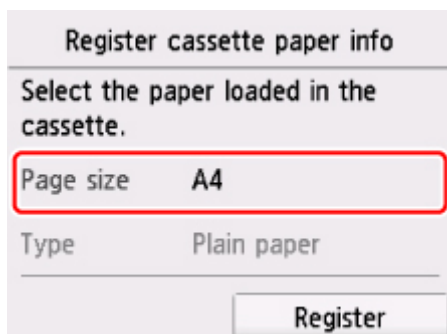 Register cassette paper info
Select the paper loaded in the
cassette.
Page size A4
Type Plain paper
Register